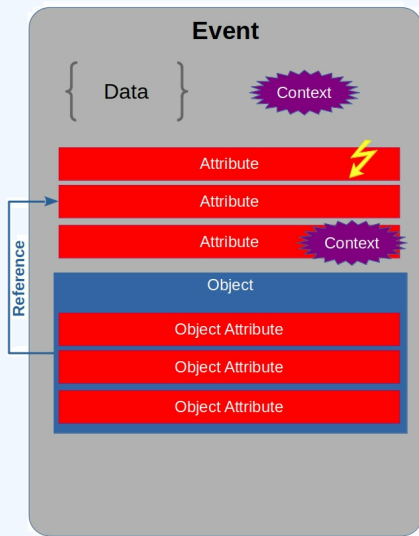 Event
{ Data }
Context
Attribute
Attribute
Attribute
Context
Reference
Object
Object Attribute
Object Attribute
Object Attribute